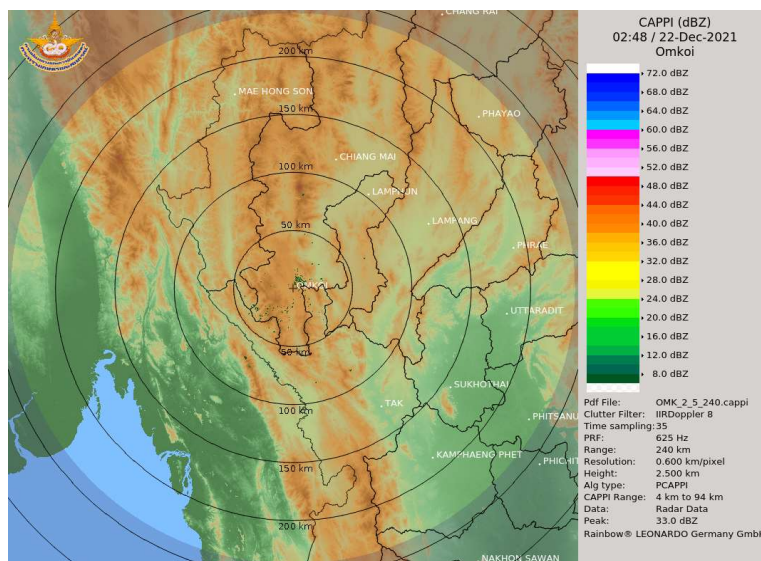 CHANG RAI
200 km
MAE HONG SON
150 km
PHAYAO
CHIANG MAI
100 km
LAMPHUN
LAMPANG
50 km
PHRAE
OMKOI
UTTARADIT
50 km
SUKHOTHAI
100 km
TAK
PHITSANU
KAMPHAENG PHET
PHICHIT
150 km
200 km
NAKHON SAWAN
CAPPI (dBZ)
02:48 / 22-Dec-2021
Omkoi
72.0 dBZ
68.0 dBZ
64.0 dBZ
60.0 dBZ
56.0 dBZ
52.0 dBZ
48.0 dBZ
44.0 dBZ
40.0 dBZ
36.0 dBZ
32.0 dBZ
28.0 dBZ
24.0 dBZ
20.0 dBZ
16.0 dBZ
12.0 dBZ
8.0 dBZ
Pdf File: OMK_2_5_240.cappi
Clutter Filter: IIRDoppler 8
Time sampling:35
PRF: 625 Hz
Range: 240 km
Resolution: 0.600 km/pixel
Height: 2.500 km
Alg type: PCAPPI
CAPPI Range: 4 km to 94 km
Data: Radar Data
Peak: 33.0 dBZ
Rainbow® LEONARDO Germany GmbH